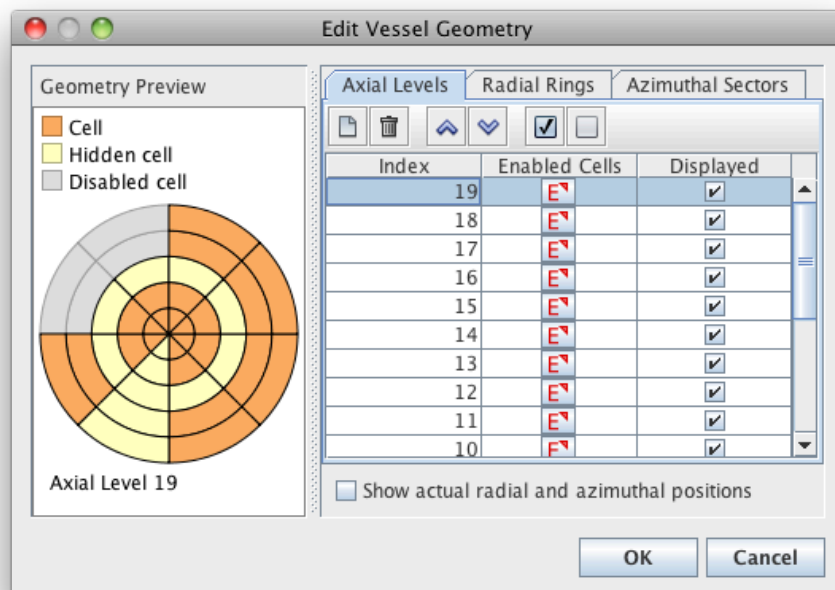 Edit Vessel Geometry
Geometry Preview
Cell
Hidden cell
Disabled cell
Axial Level 19
Axial Levels Radial Rings Azimuthal Sectors
Index Enabled Cells Displayed
19 E
18 E
17 E
16 E
15 E
14 E
13 E
12 E
11 E
10 E
Show actual radial and azimuthal positions
OK Cancel